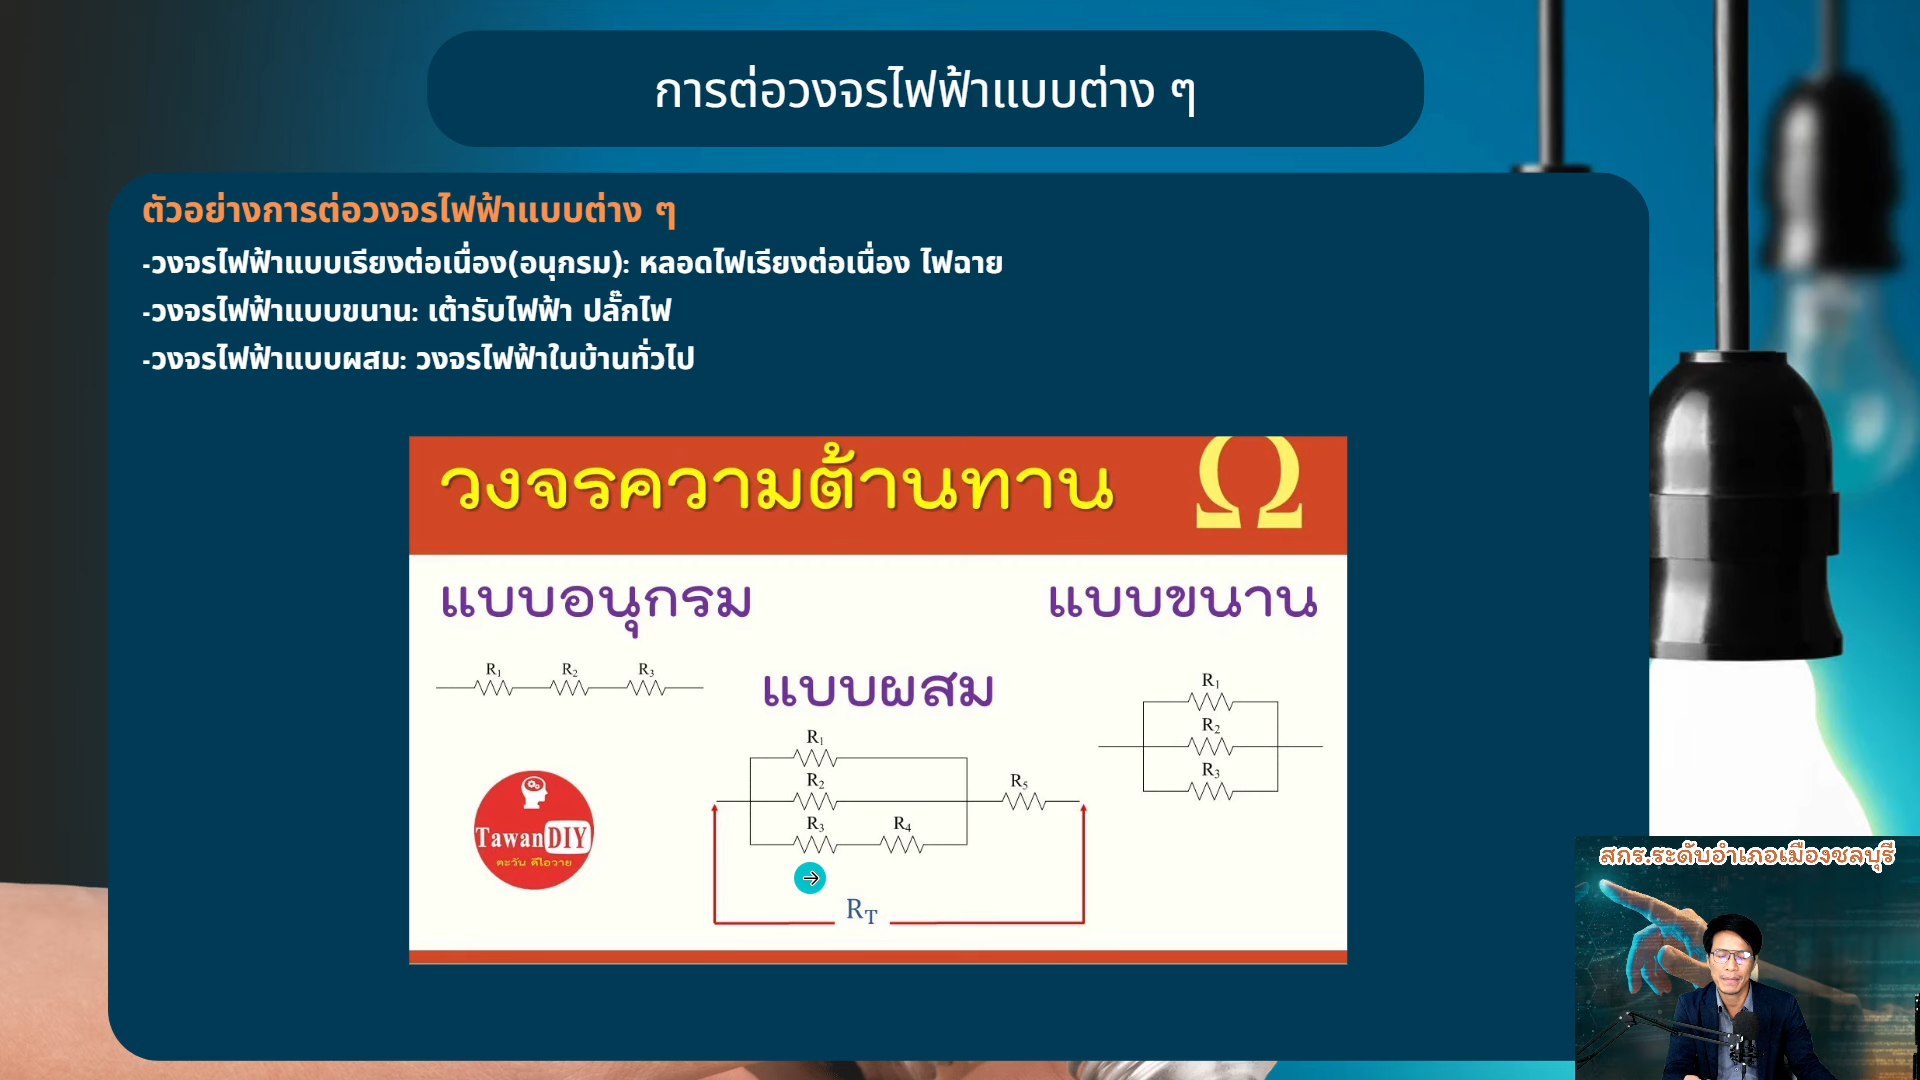 การต่อวงจรไฟฟ้าแบบต่าง ๆ
ตัวอย่างการต่อวงจรไฟฟ้าแบบต่าง ๆ
-วงจรไฟฟ้าแบบเรียงต่อเนื่อง(อนุกรม): หลอดไฟเรียงต่อเนื่อง ไฟฉาย
-วงจรไฟฟ้าแบบขนาน: เต้ารับไฟฟ้า ปลั๊กไฟ
-วงจรไฟฟ้าแบบผสม: วงจรไฟฟ้าในบ้านทั่วไป
วงจรความต้านทาน Ω
แบบอนุกรม
R₁ R₂ R₃
แบบขนาน
R₁
R₂
R₃
แบบผสม
R₁
R₂ R₅
R₃ R₄
R_T
TawanDIY
ตะวัน ดีไอวาย
สกร.ระดับอำเภอเมืองชลบุรี